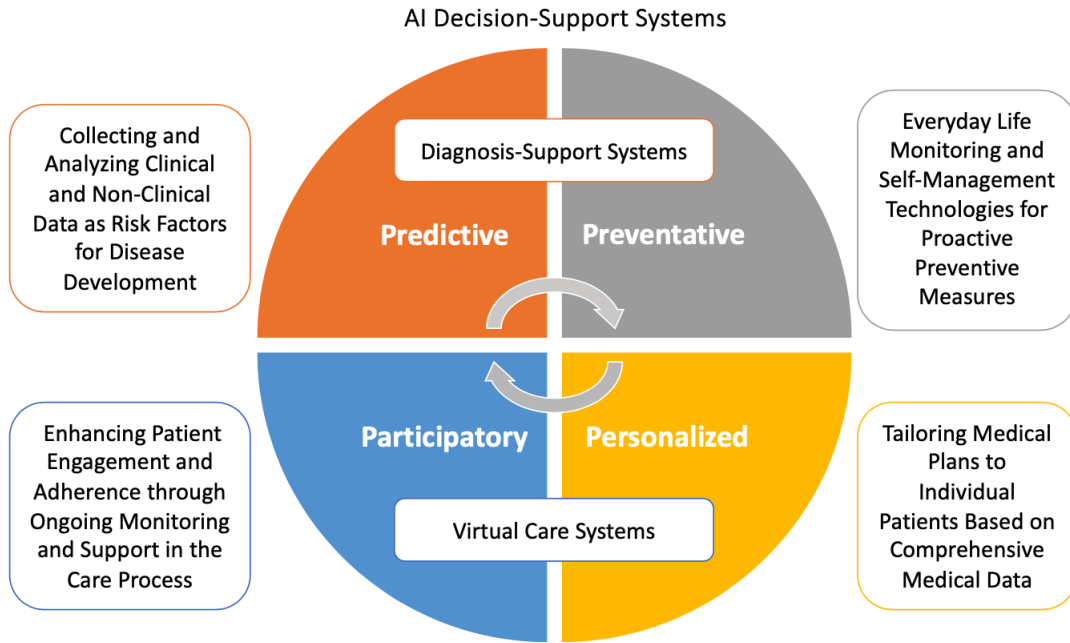 AI Decision-Support Systems
Collecting and
Analyzing Clinical
and Non-Clinical
Data as Risk Factors
for Disease
Development
Diagnosis-Support Systems
Predictive
Preventative
Everyday Life
Monitoring and
Self-Management
Technologies for
Proactive
Preventive
Measures
Enhancing Patient
Engagement and
Adherence through
Ongoing Monitoring
and Support in the
Care Process
Participatory
Personalized
Virtual Care Systems
Tailoring Medical
Plans to
Individual
Patients Based on
Comprehensive
Medical Data